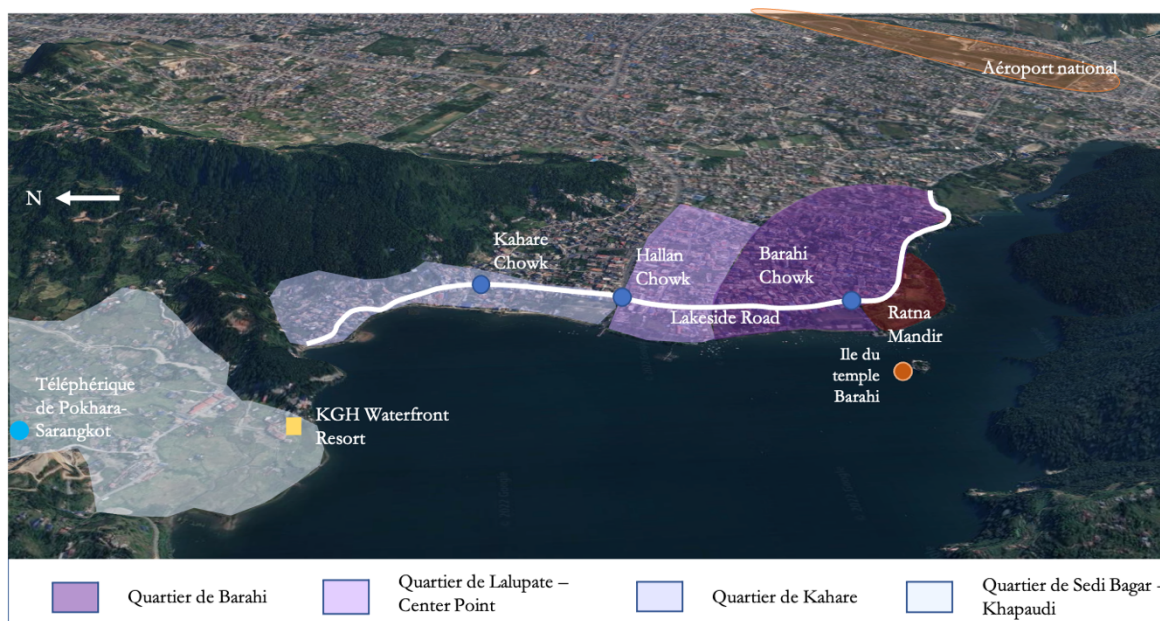 Aéroport national
N
Kahare
Chowk
Hallan
Chowk
Barahi
Chowk
Lakeside Road
Ratna
Mandir
Ile du
temple
Barahi
Téléphérique
de Pokhara-
Sarangkot
KGH Waterfront
Resort
Quartier de Barahi
Quartier de Lalupate –
Center Point
Quartier de Kahare
Quartier de Sedi Bagar -
Khapaudi